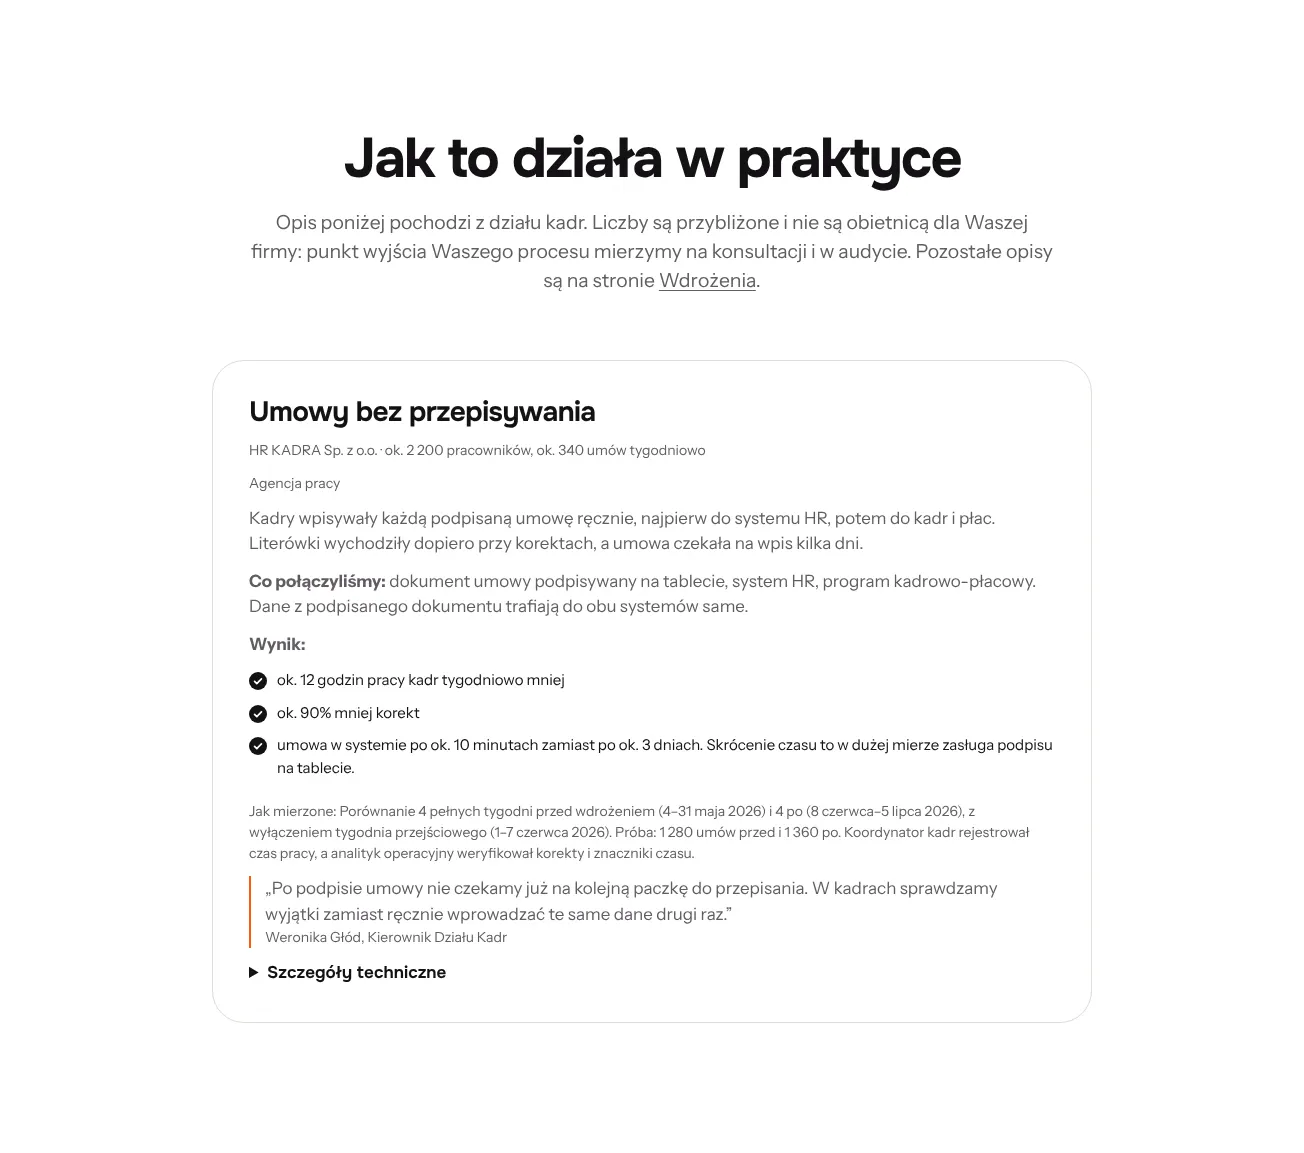 Jak to działa w praktyce
Opis poniżej pochodzi z działu kadr. Liczby są przybliżone i nie są obietnicą dla Waszej
firmy: punkt wyjścia Waszego procesu mierzymy na konsultacji i w audycie. Pozostałe opisy
są na stronie Wdrożenia.
Umowy bez przepisywania
HR KADRA Sp. z o.o. · ok. 2 200 pracowników, ok. 340 umów tygodniowo
Agencja pracy
Kadry wpisywały każdą podpisaną umowę ręcznie, najpierw do systemu HR, potem do kadr i płac.
Literówki wychodziły dopiero przy korektach, a umowa czekała na wpis kilka dni.
Co połączyliśmy: dokument umowy podpisywany na tablecie, system HR, program kadrowo-płacowy.
Dane z podpisanego dokumentu trafiają do obu systemów same.
Wynik:
ok. 12 godzin pracy kadr tygodniowo mniej
ok. 90% mniej korekt
umowa w systemie po ok. 10 minutach zamiast po ok. 3 dniach. Skrócenie czasu to w dużej mierze zasługa podpisu
na tablecie.
Jak mierzone: Porównanie 4 pełnych tygodni przed wdrożeniem (4–31 maja 2026) i 4 po (8 czerwca–5 lipca 2026), z
wyłączeniem tygodnia przejściowego (1–7 czerwca 2026). Próba: 1 280 umów przed i 1 360 po. Koordynator kadr rejestrował
czas pracy, a analityk operacyjny weryfikował korekty i znaczniki czasu.
„Po podpisie umowy nie czekamy już na kolejną paczkę do przepisania. W kadrach sprawdzamy
wyjątki zamiast ręcznie wprowadzać te same dane drugi raz.”
Weronika Głód, Kierownik Działu Kadr
Szczegóły techniczne